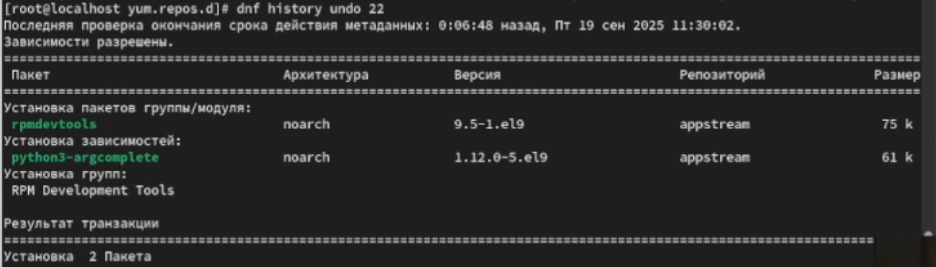 [root@localhost yum.repos.d]# dnf history undo 22
Последняя проверка окончания срока действия метаданных: 0:06:48 назад, Пт 19 сен 2025 11:30:02.
Зависимости разрешены.
================================================================================
Пакет Архитектура Версия Репозиторий Размер
================================================================================
Установка пакетов группы/модуля:
rpmdevtools noarch 9.5-1.el9 appstream 75 k
Установка зависимостей:
python3-argcomplete noarch 1.12.0-5.el9 appstream 61 k
Установка групп:
RPM Development Tools
Результат транзакции
================================================================================
Установка 2 Пакета